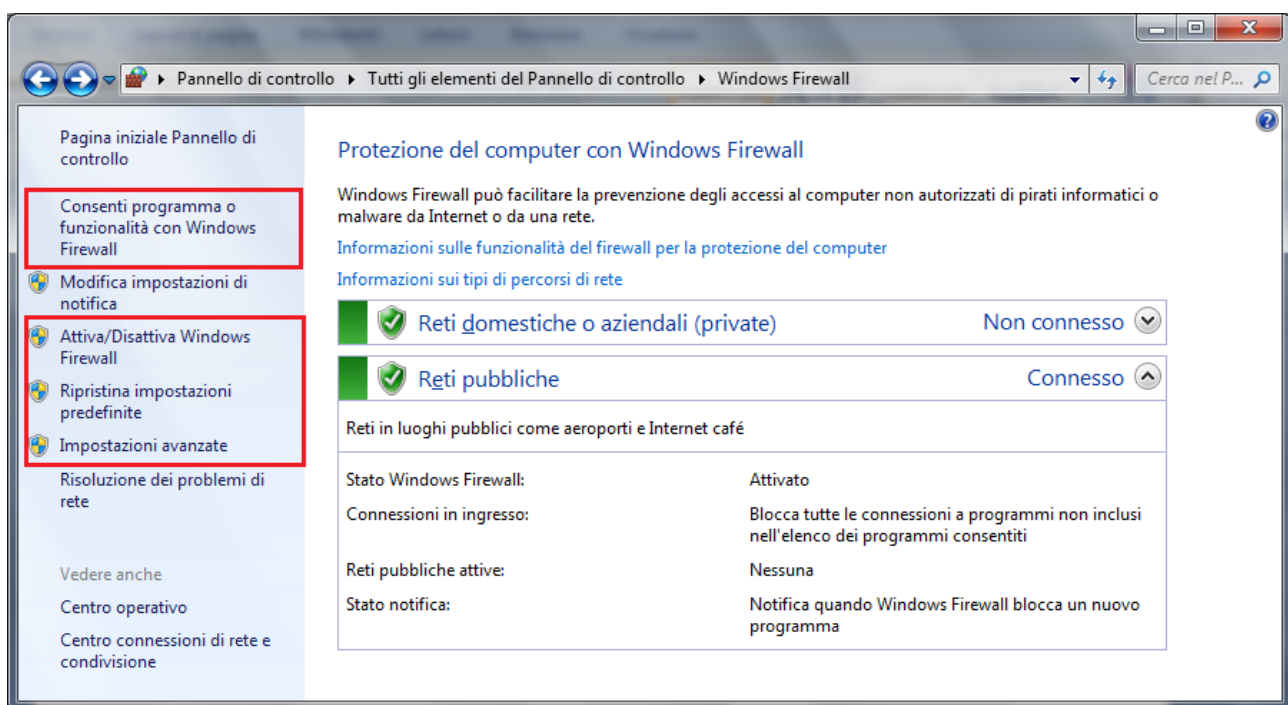 Pannello di controllo ▸ Tutti gli elementi del Pannello di controllo ▸ Windows Firewall
Cerca nel P...
Pagina iniziale Pannello di
controllo
Consenti programma o
funzionalità con Windows
Firewall
Modifica impostazioni di
notifica
Attiva/Disattiva Windows
Firewall
Ripristina impostazioni
predefinite
Impostazioni avanzate
Risoluzione dei problemi di
rete
Vedere anche
Centro operativo
Centro connessioni di rete e
condivisione
Protezione del computer con Windows Firewall
Windows Firewall può facilitare la prevenzione degli accessi al computer non autorizzati di pirati informatici o
malware da Internet o da una rete.
Informazioni sulle funzionalità del firewall per la protezione del computer
Informazioni sui tipi di percorsi di rete
Reti domestiche o aziendali (private) Non connesso
Reti pubbliche Connesso
Reti in luoghi pubblici come aeroporti e Internet café
Stato Windows Firewall: Attivato
Connessioni in ingresso: Blocca tutte le connessioni a programmi non inclusi
nell'elenco dei programmi consentiti
Reti pubbliche attive: Nessuna
Stato notifica: Notifica quando Windows Firewall blocca un nuovo
programma